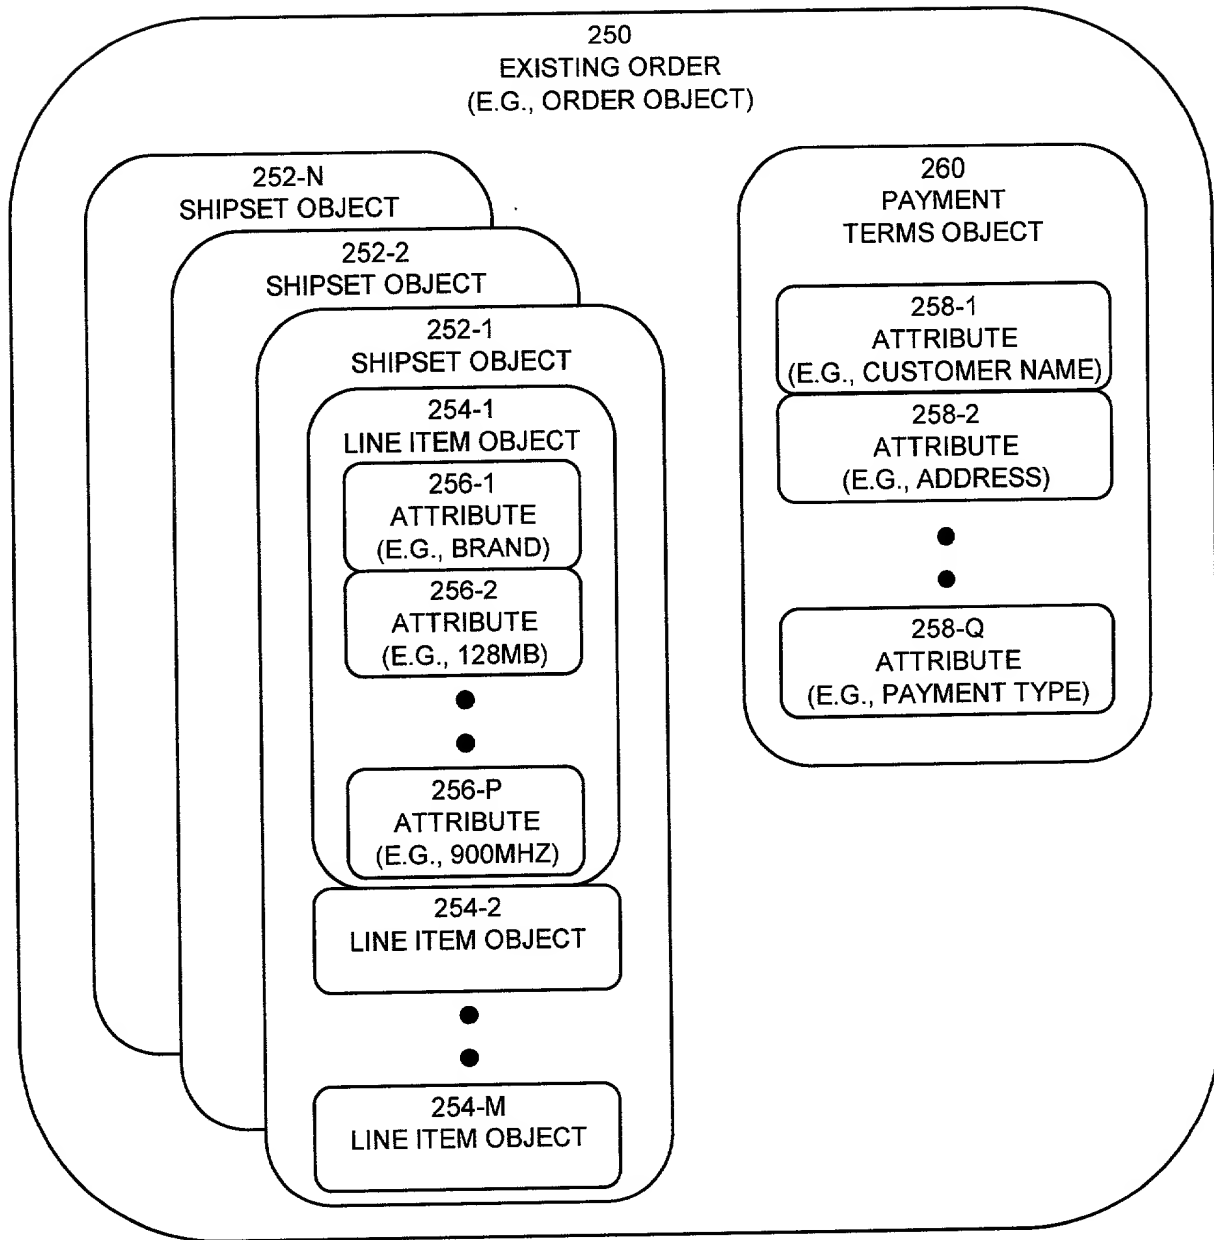 250
EXISTING ORDER
(E.G., ORDER OBJECT)
252-N
SHIPSET OBJECT
252-2
SHIPSET OBJECT
252-1
SHIPSET OBJECT
254-1
LINE ITEM OBJECT
256-1
ATTRIBUTE
(E.G., BRAND)
256-2
ATTRIBUTE
(E.G., 128MB)
256-P
ATTRIBUTE
(E.G., 900MHZ)
254-2
LINE ITEM OBJECT
254-M
LINE ITEM OBJECT
260
PAYMENT
TERMS OBJECT
258-1
ATTRIBUTE
(E.G., CUSTOMER NAME)
258-2
ATTRIBUTE
(E.G., ADDRESS)
258-Q
ATTRIBUTE
(E.G., PAYMENT TYPE)